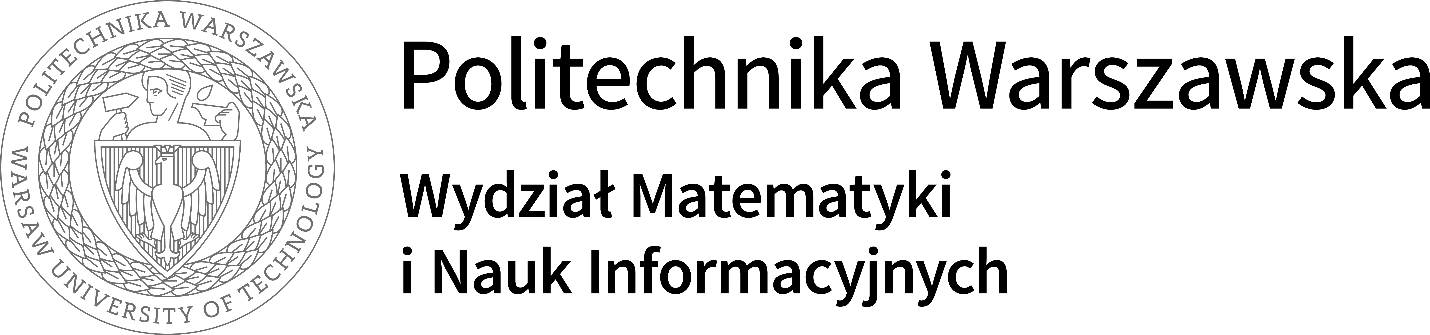 POLITECHNIKA WARSZAWSKA
WARSAW UNIVERSITY OF TECHNOLOGY
Politechnika Warszawska
Wydział Matematyki
i Nauk Informacyjnych